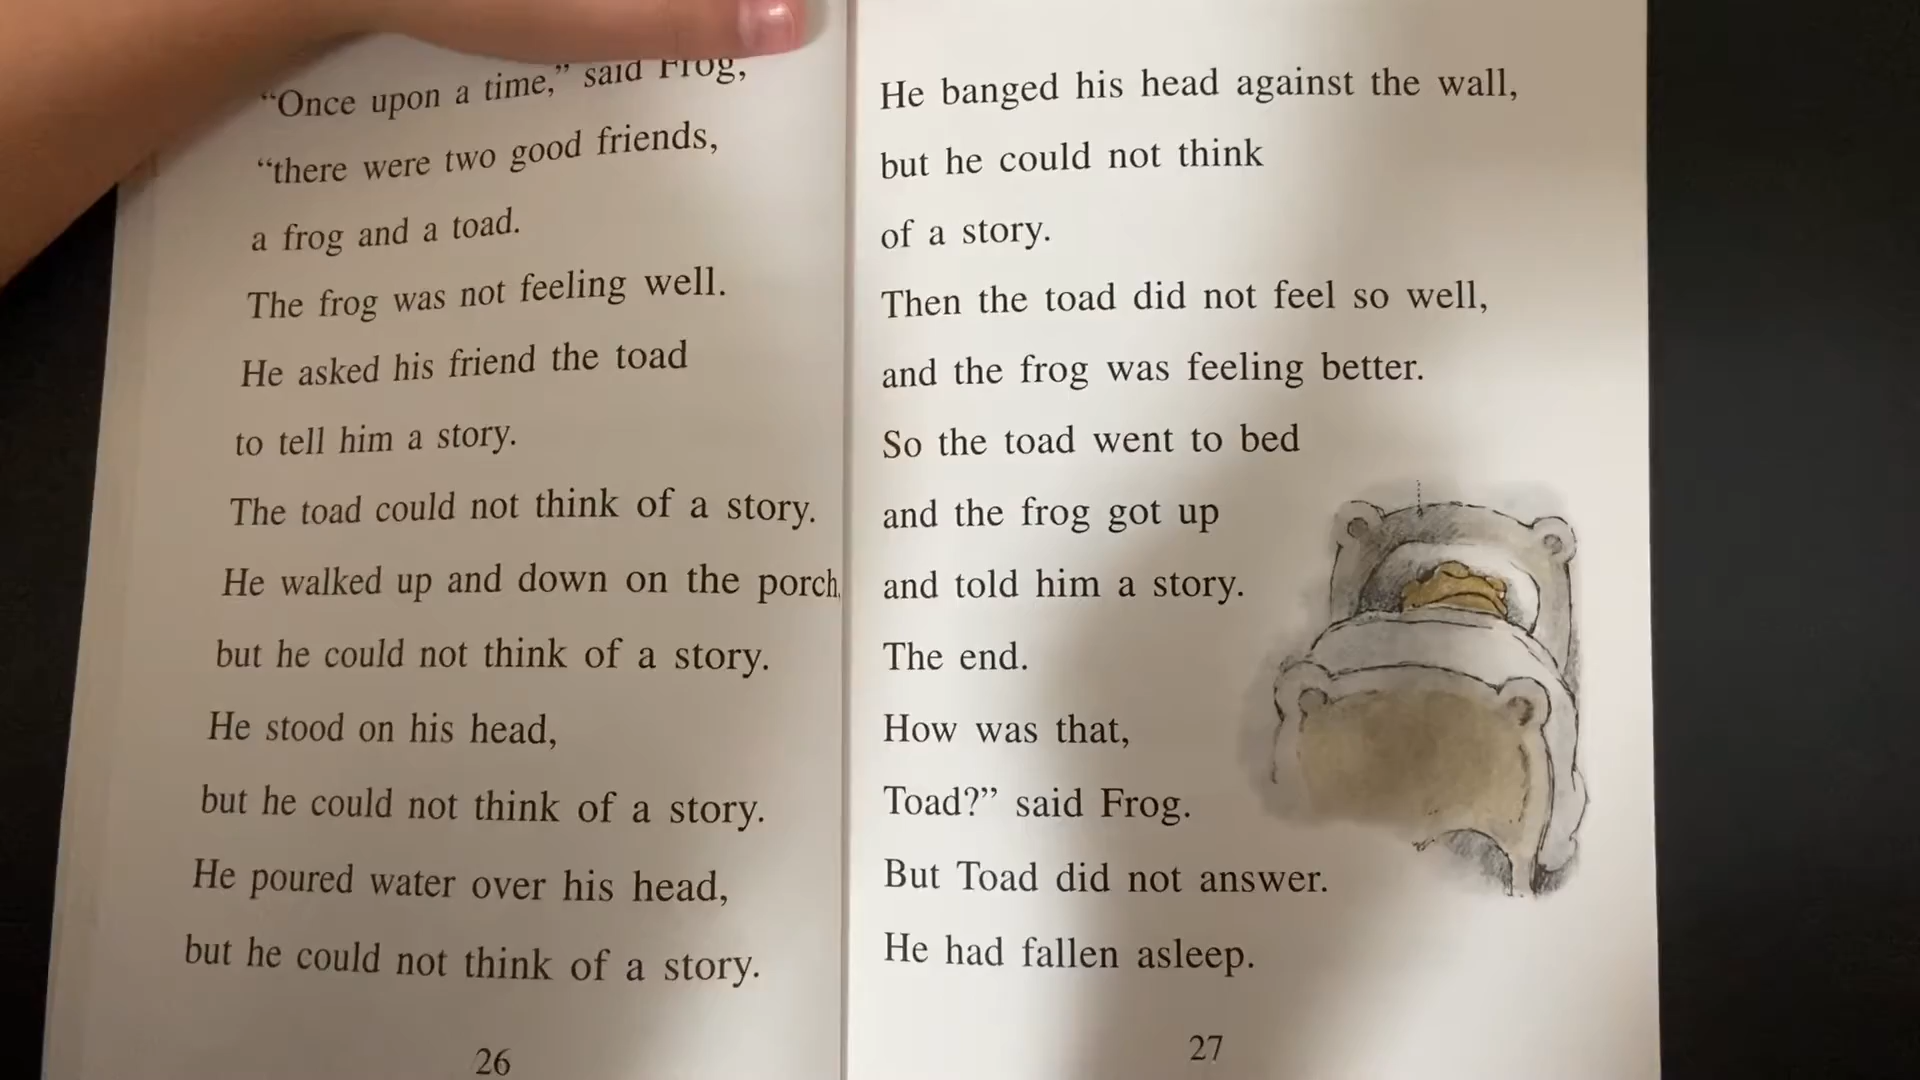 “Once upon a time,” said Frog,
“there were two good friends,
a frog and a toad.
The frog was not feeling well.
He asked his friend the toad
to tell him a story.
The toad could not think of a story.
He walked up and down on the porch,
but he could not think of a story.
He stood on his head,
but he could not think of a story.
He poured water over his head,
but he could not think of a story.
26
He banged his head against the wall,
but he could not think
of a story.
Then the toad did not feel so well,
and the frog was feeling better.
So the toad went to bed
and the frog got up
and told him a story.
The end.
How was that,
Toad?” said Frog.
But Toad did not answer.
He had fallen asleep.
27